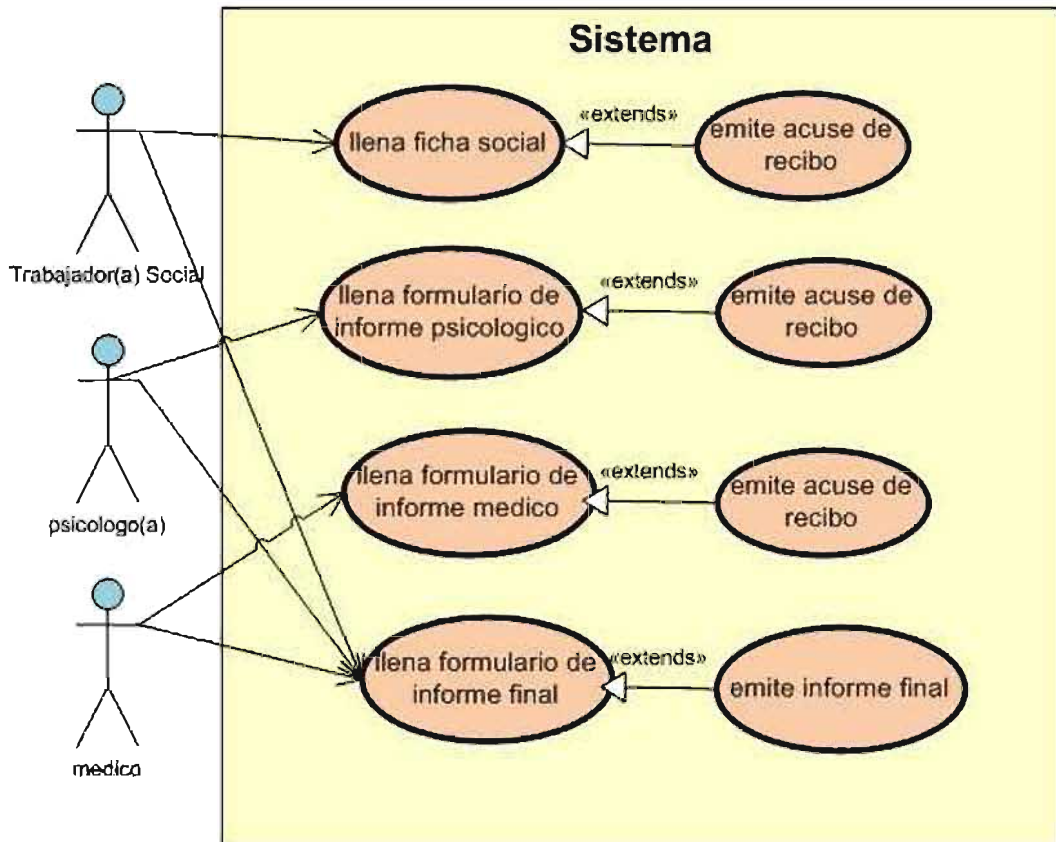 Sistema
llena ficha social
«extends»
emite acuse de
recibo
Trabajador(a) Social
llena formulario de
informe psicologico
«extends»
emite acuse de
recibo
psicologo(a)
llena formulario de
informe medico
«extends»
emite acuse de
recibo
medico
llena formulario de
informe final
«extends»
emite informe final